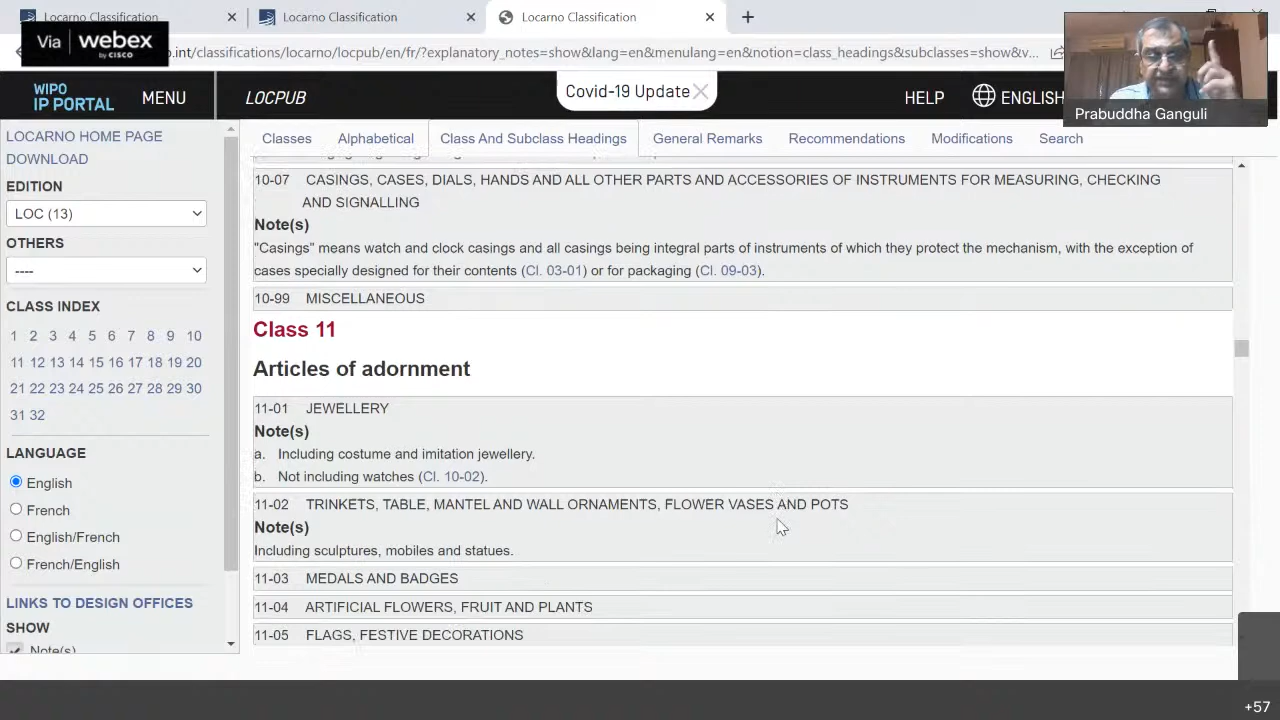 Locarno Classification
Locarno Classification
Locarno Classification
Via webex
by CISCO
.int/classifications/locarno/locpub/en/fr/?explanatory_notes=show&lang=en&menulang=en&notion=class_headings&subclasses=show&v...
WIPO
IP PORTAL
MENU
LOCPUB
Covid-19 Update
HELP
ENGLISH
Prabuddha Ganguli
LOCARNO HOME PAGE
DOWNLOAD
EDITION
LOC (13)
OTHERS
----
CLASS INDEX
1 2 3 4 5 6 7 8 9 10
11 12 13 14 15 16 17 18 19 20
21 22 23 24 25 26 27 28 29 30
31 32
LANGUAGE
English
French
English/French
French/English
LINKS TO DESIGN OFFICES
SHOW
Note(s)
Classes Alphabetical Class And Subclass Headings General Remarks Recommendations Modifications Search
10-07 CASINGS, CASES, DIALS, HANDS AND ALL OTHER PARTS AND ACCESSORIES OF INSTRUMENTS FOR MEASURING, CHECKING
AND SIGNALLING
Note(s)
"Casings" means watch and clock casings and all casings being integral parts of instruments of which they protect the mechanism, with the exception of
cases specially designed for their contents (Cl. 03-01) or for packaging (Cl. 09-03).
10-99 MISCELLANEOUS
Class 11
Articles of adornment
11-01 JEWELLERY
Note(s)
a. Including costume and imitation jewellery.
b. Not including watches (Cl. 10-02).
11-02 TRINKETS, TABLE, MANTEL AND WALL ORNAMENTS, FLOWER VASES AND POTS
Note(s)
Including sculptures, mobiles and statues.
11-03 MEDALS AND BADGES
11-04 ARTIFICIAL FLOWERS, FRUIT AND PLANTS
11-05 FLAGS, FESTIVE DECORATIONS
+57